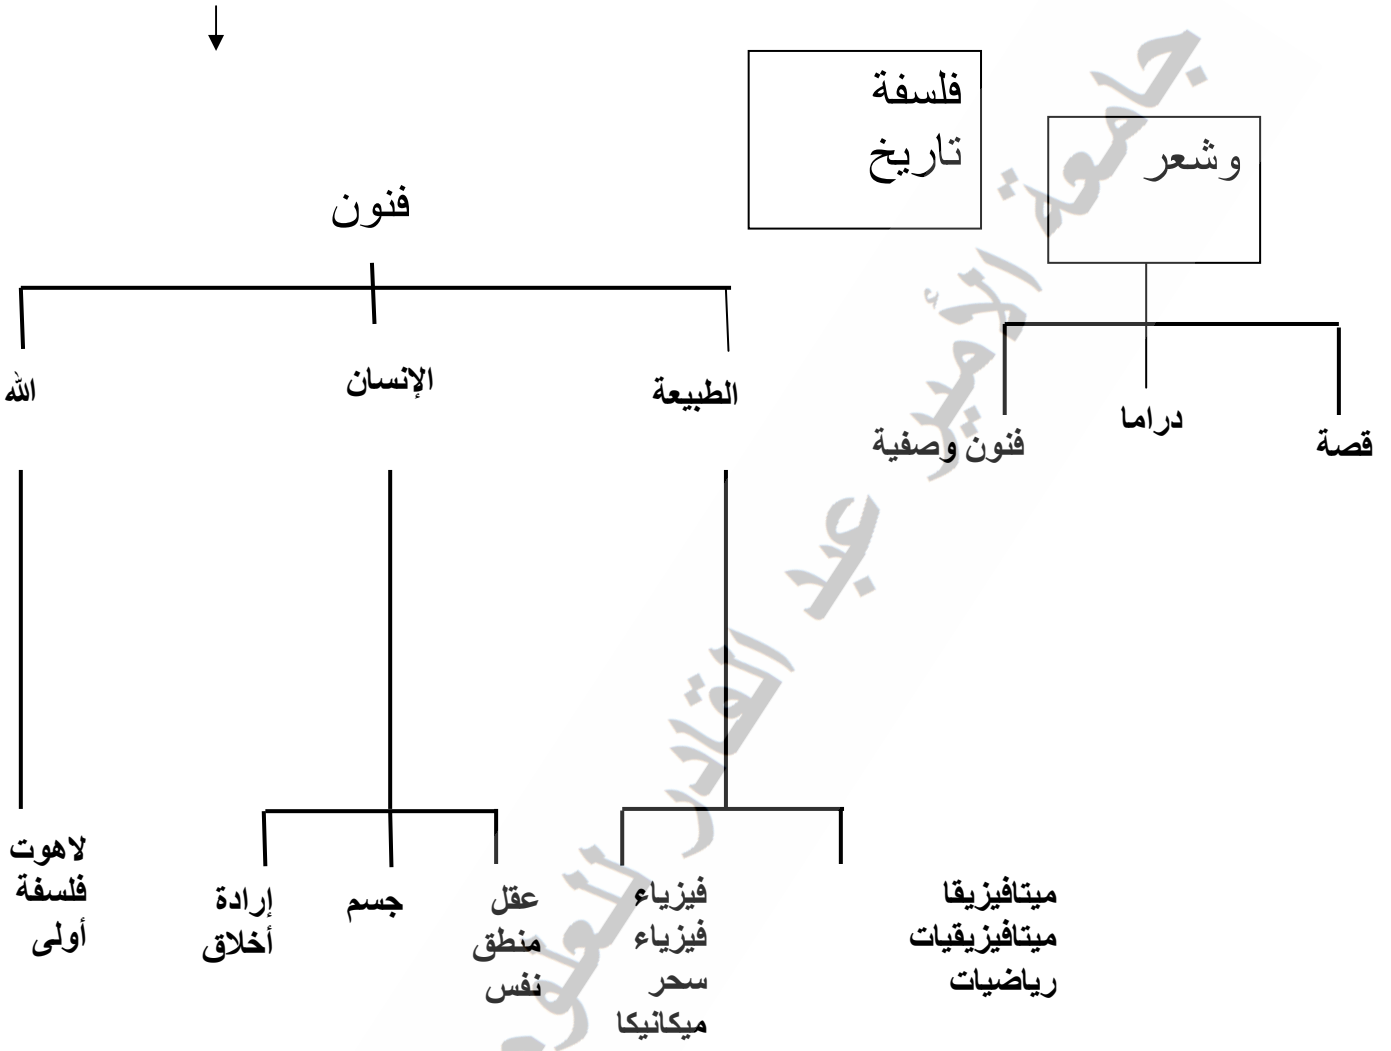 فلسفة
تاريخ
وشعر
فنون
قصة
دراما
فنون وصفية
الطبيعة
الإنسان
الله
ميتافيزيقا
ميتافيزيقيات
رياضيات
فيزياء
فيزياء
سحر
ميكانيكا
عقل
منطق
نفس
جسم
إرادة
أخلاق
لاهوت
فلسفة
أولى
جامعة الأمير عبد القادر للعلوم